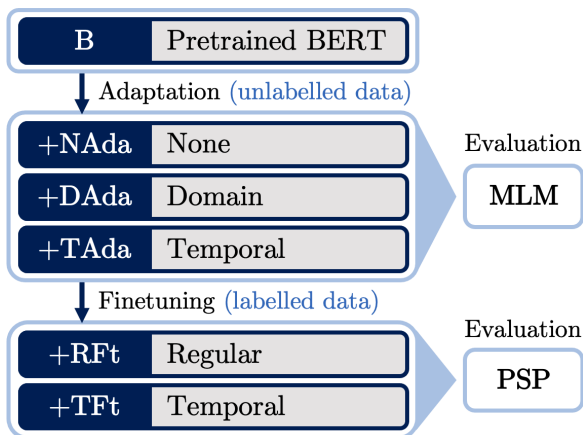 B Pretrained BERT
Adaptation (unlabelled data)
+NAda None
+DAda Domain
+TAda Temporal
Evaluation
MLM
Finetuning (labelled data)
+RFt Regular
+TFt Temporal
Evaluation
PSP